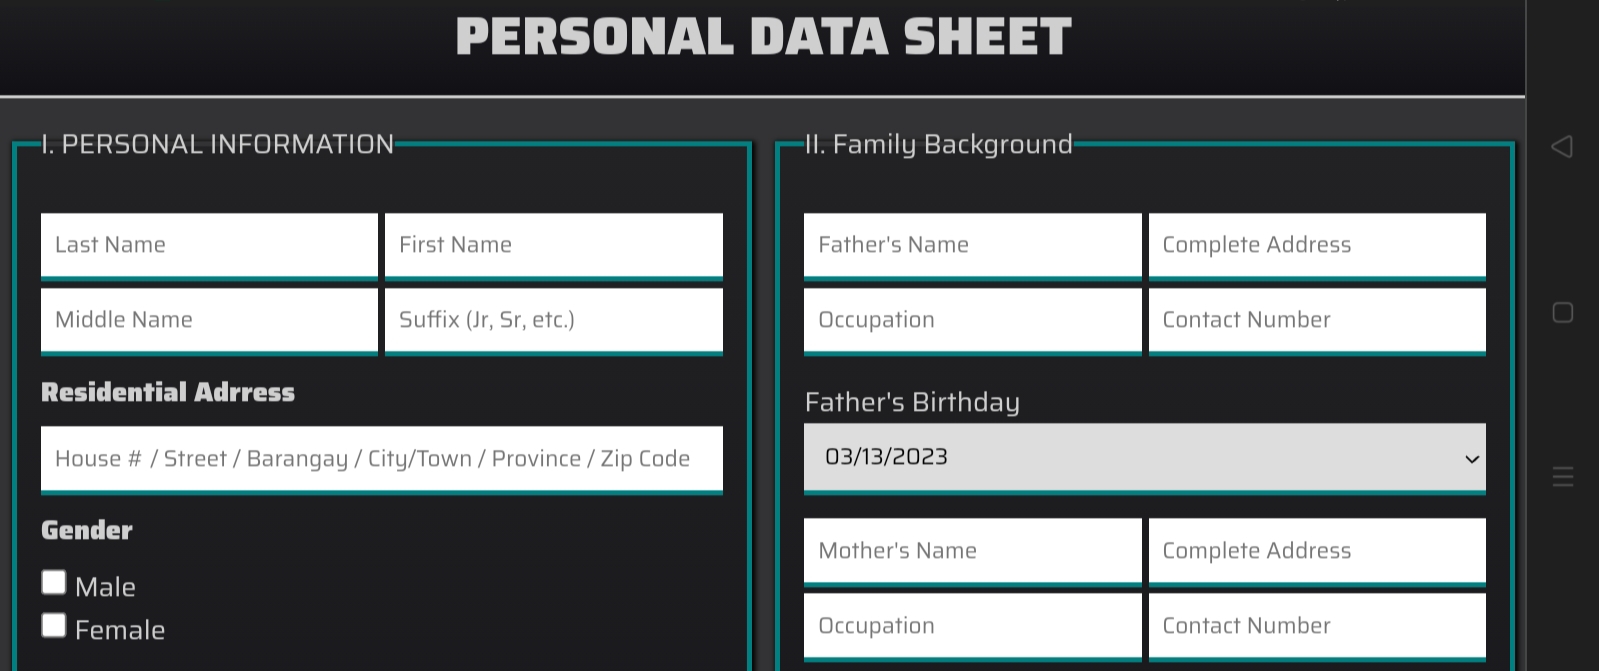 PERSONAL DATA SHEET
I. PERSONAL INFORMATION
Last Name
First Name
Middle Name
Suffix (Jr, Sr, etc.)
Residential Adrress
House # / Street / Barangay / City/Town / Province / Zip Code
Gender
Male
Female
II. Family Background
Father's Name
Complete Address
Occupation
Contact Number
Father's Birthday
03/13/2023
Mother's Name
Complete Address
Occupation
Contact Number